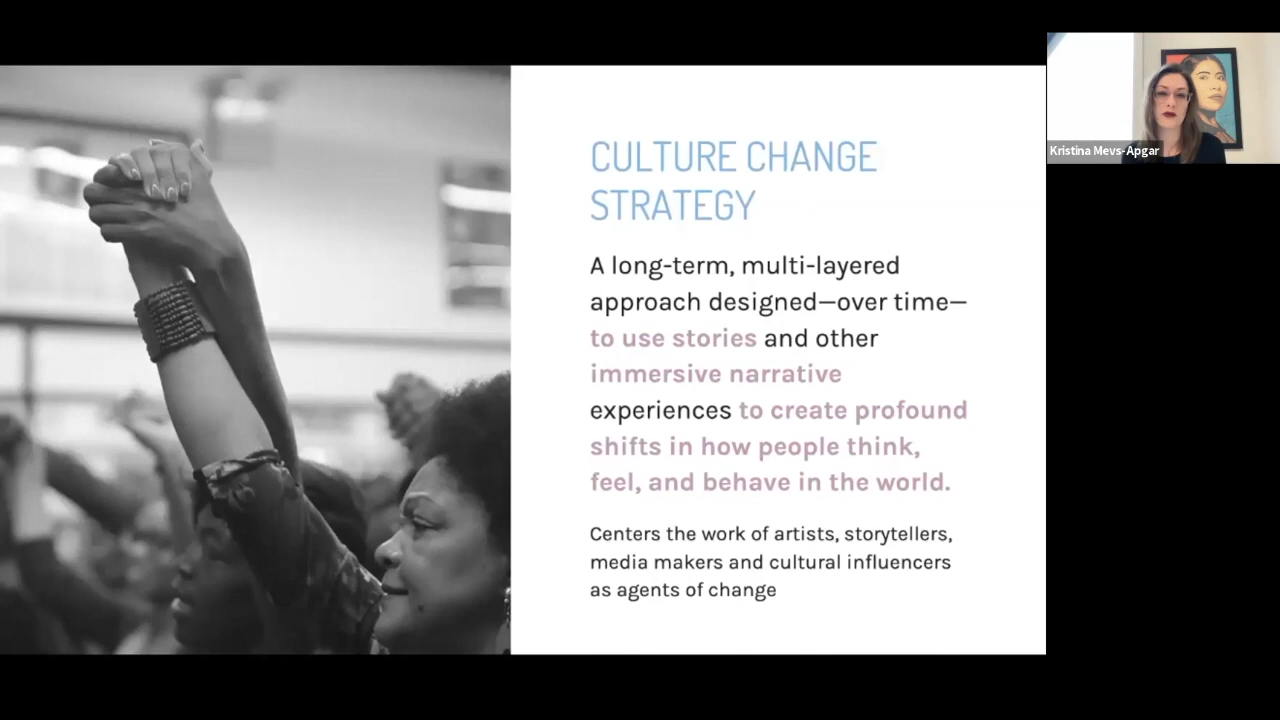 CULTURE CHANGE
STRATEGY
A long-term, multi-layered
approach designed—over time—
to use stories and other
immersive narrative
experiences to create profound
shifts in how people think,
feel, and behave in the world.
Centers the work of artists, storytellers,
media makers and cultural influencers
as agents of change
Kristina Mevs-Apgar